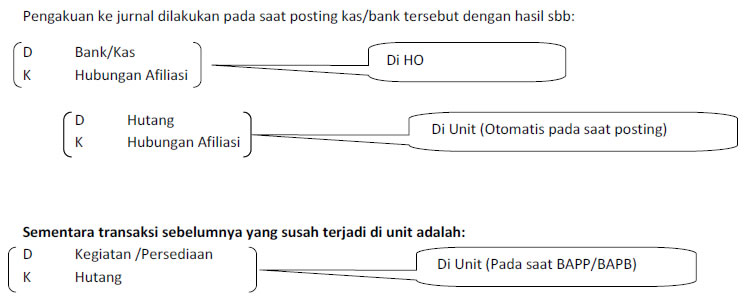 Pengakuan ke jurnal dilakukan pada saat posting kas/bank tersebut dengan hasil sbb:
D Bank/Kas
K Hubungan Afiliasi
Di HO
D Hutang
K Hubungan Afiliasi
Di Unit (Otomatis pada saat posting)
Sementara transaksi sebelumnya yang susah terjadi di unit adalah:
D Kegiatan /Persediaan
K Hutang
Di Unit (Pada saat BAPP/BAPB)